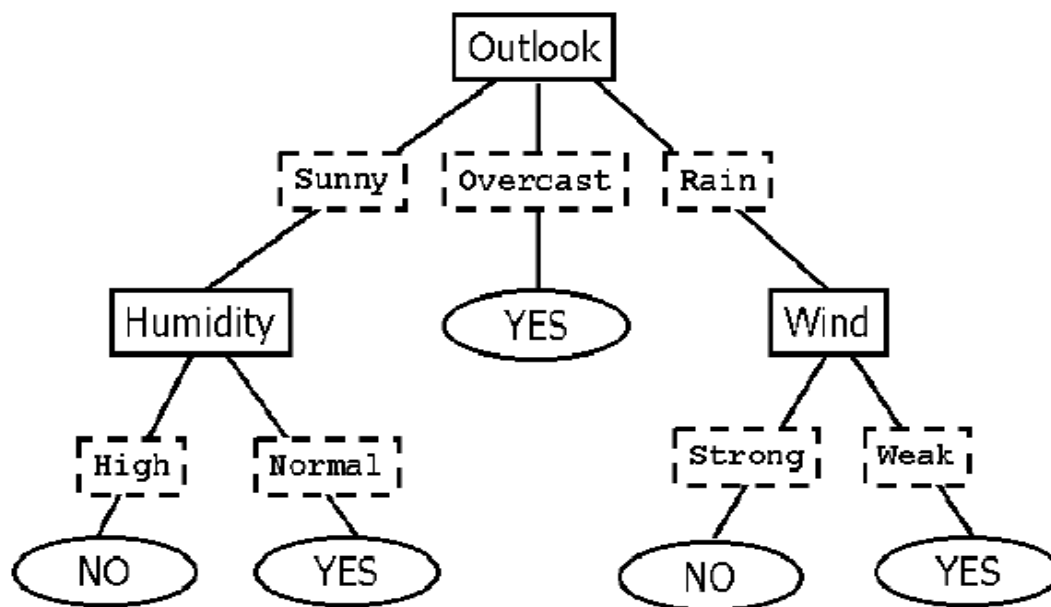 Outlook
Sunny Overcast Rain
Humidity YES Wind
High Normal Strong Weak
NO YES NO YES